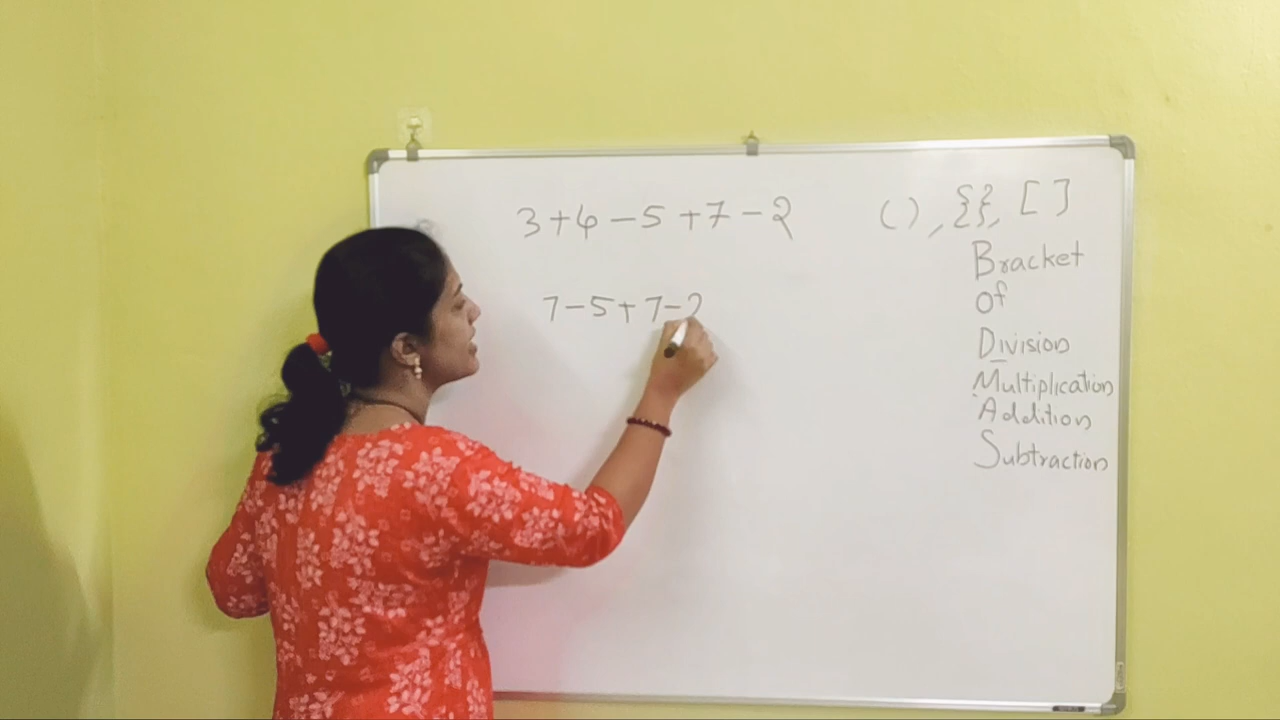 3+4-5+7-2
7-5+7-2
( ), {}, [ ]
Bracket
Of
Division
Multiplication
Addition
Subtraction